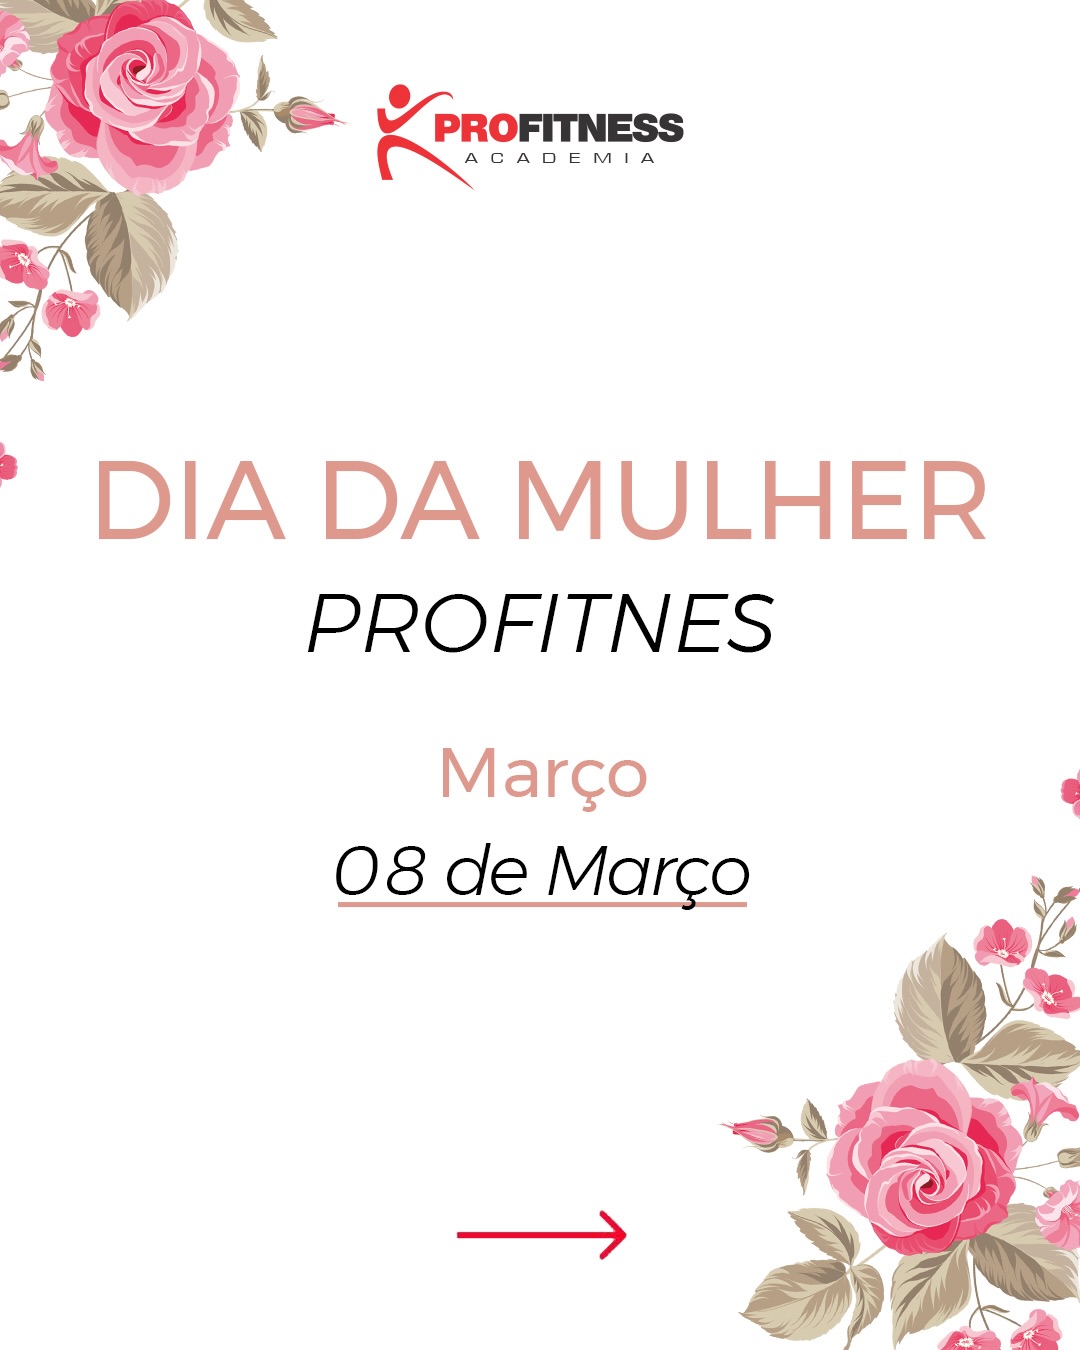 PROFITNESS
ACADEMIA
DIA DA MULHER
PROFITNES
Março
08 de Março